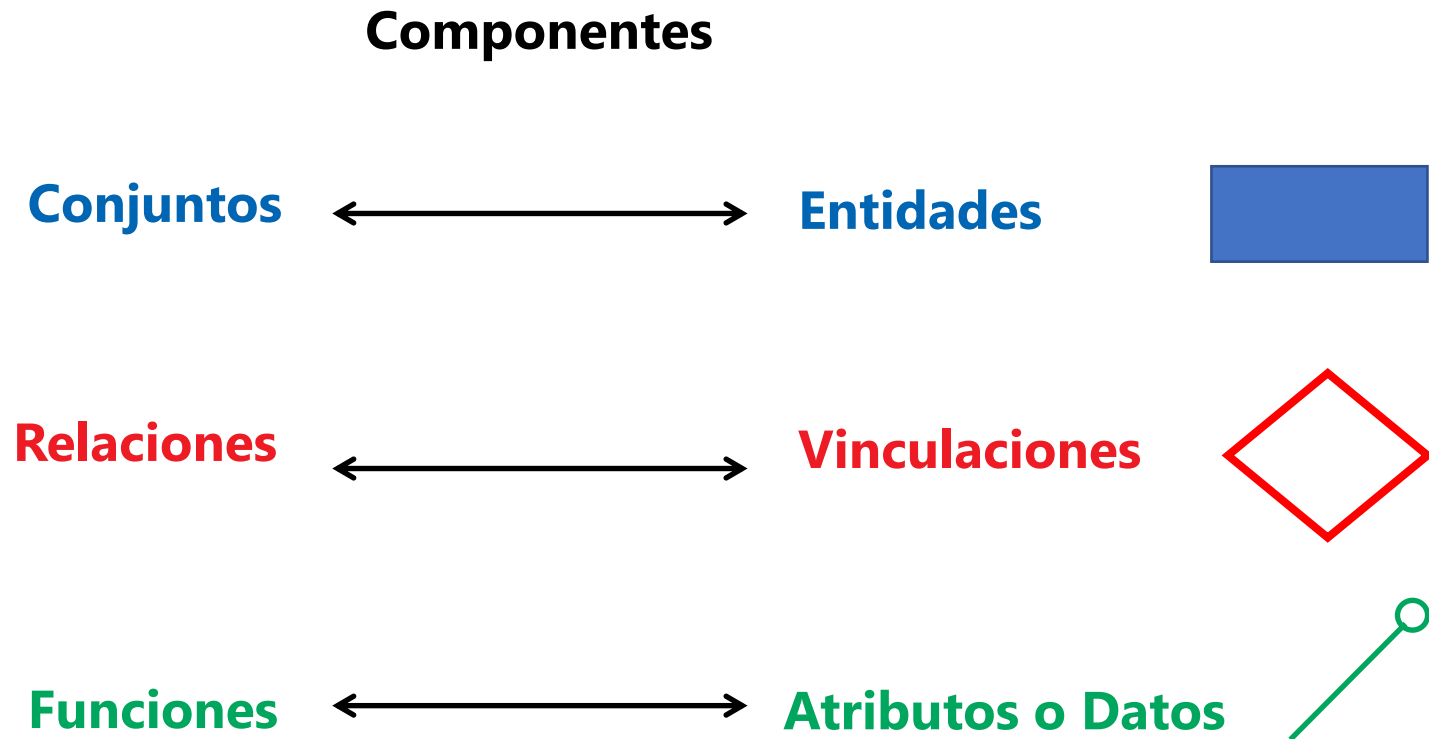 Componentes
Conjuntos
Entidades
Relaciones
Vinculaciones
Funciones
Atributos o Datos